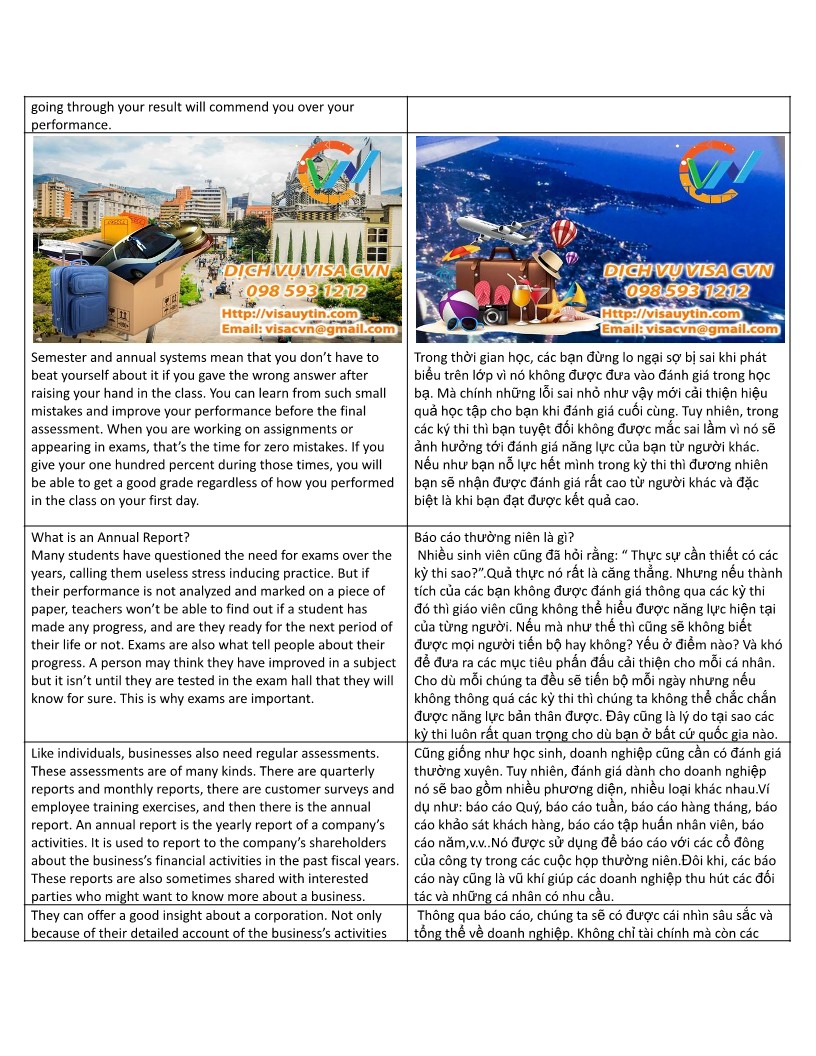 going through your result will commend you over your
performance.
DỊCH VỤ VISA CVN
098 593 1212
Http://visauytin.com
Email: visacvn@gmail.com
DỊCH VỤ VISA CVN
098 593 1212
Http://visauytin.com
Email: visacvn@gmail.com
Semester and annual systems mean that you don’t have to
beat yourself about it if you gave the wrong answer after
raising your hand in the class. You can learn from such small
mistakes and improve your performance before the final
assessment. When you are working on assignments or
appearing in exams, that’s the time for zero mistakes. If you
give your one hundred percent during those times, you will
be able to get a good grade regardless of how you performed
in the class on your first day.
Trong thời gian học, các bạn đừng lo ngại sợ bị sai khi phát
biểu trên lớp vì nó không được đưa vào đánh giá trong học
bạ. Mà chính những lỗi sai nhỏ như vậy mới cải thiện hiệu
quả học tập cho bạn khi đánh giá cuối cùng. Tuy nhiên, trong
các ký thi thì bạn tuyệt đối không được mắc sai lầm vì nó sẽ
ảnh hưởng tới đánh giá năng lực của bạn từ người khác.
Nếu như bạn nỗ lực hết mình trong kỳ thi thì đương nhiên
bạn sẽ nhận được đánh giá rất cao từ người khác và đặc
biệt là khi bạn đạt được kết quả cao.
What is an Annual Report?
Many students have questioned the need for exams over the
years, calling them useless stress inducing practice. But if
their performance is not analyzed and marked on a piece of
paper, teachers won’t be able to find out if a student has
made any progress, and are they ready for the next period of
their life or not. Exams are also what tell people about their
progress. A person may think they have improved in a subject
but it isn’t until they are tested in the exam hall that they will
know for sure. This is why exams are important.
Báo cáo thường niên là gì?
Nhiều sinh viên cũng đã hỏi rằng: “ Thực sự cần thiết có các
kỳ thi sao?”.Quả thực nó rất là căng thẳng. Nhưng nếu thành
tích của các bạn không được đánh giá thông qua các kỳ thi
đó thì giáo viên cũng không thể hiểu được năng lực hiện tại
của từng người. Nếu mà như thế thì cũng sẽ không biết
được mọi người tiến bộ hay không? Yếu ở điểm nào? Và khó
để đưa ra các mục tiêu phấn đấu cải thiện cho mỗi cá nhân.
Cho dù mỗi chúng ta đều sẽ tiến bộ mỗi ngày nhưng nếu
không thông quá các kỳ thi thì chúng ta không thể chắc chắn
được năng lực bản thân được. Đây cũng là lý do tại sao các
kỳ thi luôn rất quan trọng cho dù bạn ở bất cứ quốc gia nào.
Like individuals, businesses also need regular assessments.
These assessments are of many kinds. There are quarterly
reports and monthly reports, there are customer surveys and
employee training exercises, and then there is the annual
report. An annual report is the yearly report of a company’s
activities. It is used to report to the company’s shareholders
about the business’s financial activities in the past fiscal years.
These reports are also sometimes shared with interested
parties who might want to know more about a business.
Cũng giống như học sinh, doanh nghiệp cũng cần có đánh giá
thường xuyên. Tuy nhiên, đánh giá dành cho doanh nghiệp
nó sẽ bao gồm nhiều phương diện, nhiều loại khác nhau.Ví
dụ như: báo cáo Quý, báo cáo tuần, báo cáo hàng tháng, báo
cáo khảo sát khách hàng, báo cáo tập huấn nhân viên, báo
cáo năm,v.v..Nó được sử dụng để báo cáo với các cổ đông
của công ty trong các cuộc họp thường niên.Đôi khi, các báo
cáo này cũng là vũ khí giúp các doanh nghiệp thu hút các đối
tác và những cá nhân có nhu cầu.
They can offer a good insight about a corporation. Not only
because of their detailed account of the business’s activities
Thông qua báo cáo, chúng ta sẽ có được cái nhìn sâu sắc và
tổng thể về doanh nghiệp. Không chỉ tài chính mà còn các